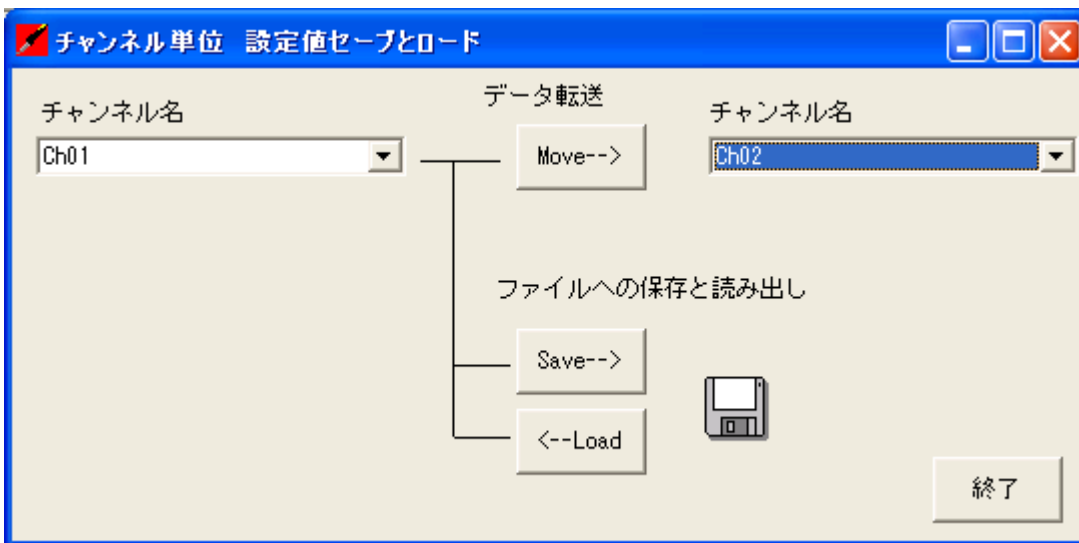 チャンネル単位 設定値セーブとロード
データ転送
チャンネル名
チャンネル名
Ch01
Move-->
Ch02
ファイルへの保存と読み出し
Save-->
<--Load
終了